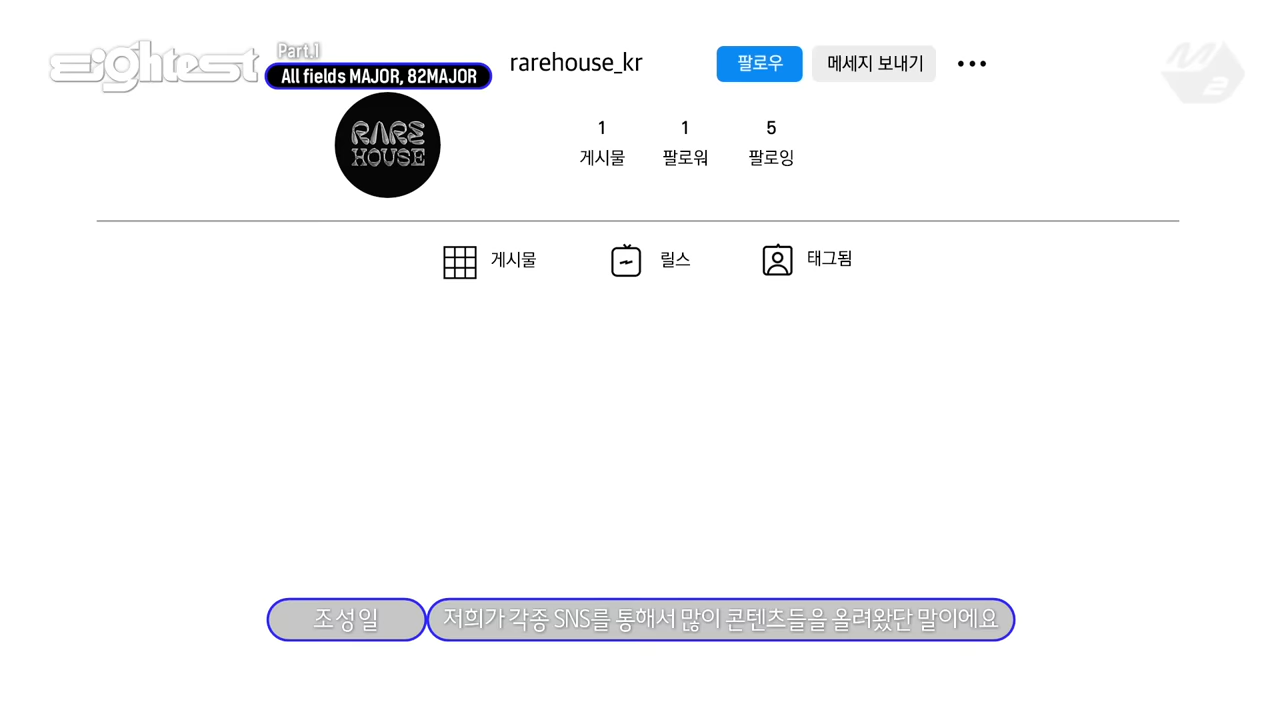 eightest
Part.1
All fields MAJOR, 82MAJOR
rarehouse_kr
팔로우
메세지 보내기
M2
RARE
HOUSE
1
1
5
게시물
팔로워
팔로잉
게시물
릴스
태그됨
조성일
저희가 각종 SNS를 통해서 많이 콘텐츠들을 올려왔단 말이에요